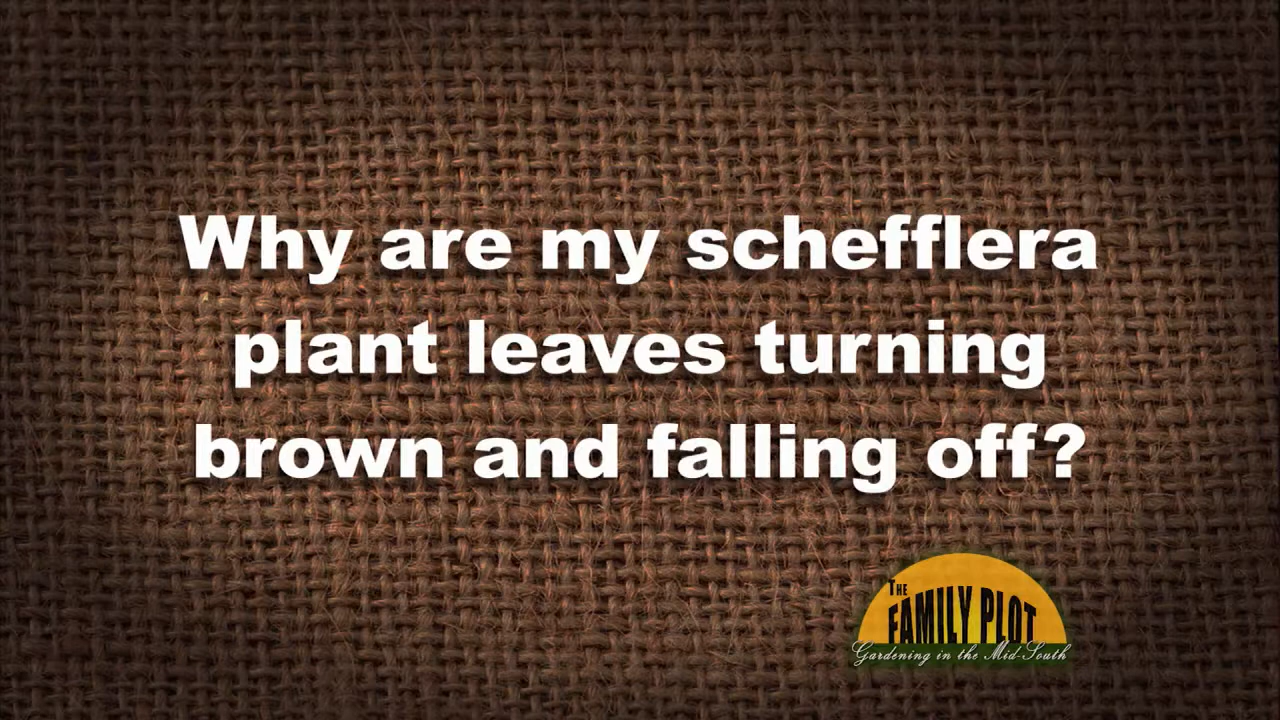 Why are my schefflera
plant leaves turning
brown and falling off?
THE
FAMILY PLOT
Gardening in the Mid-South